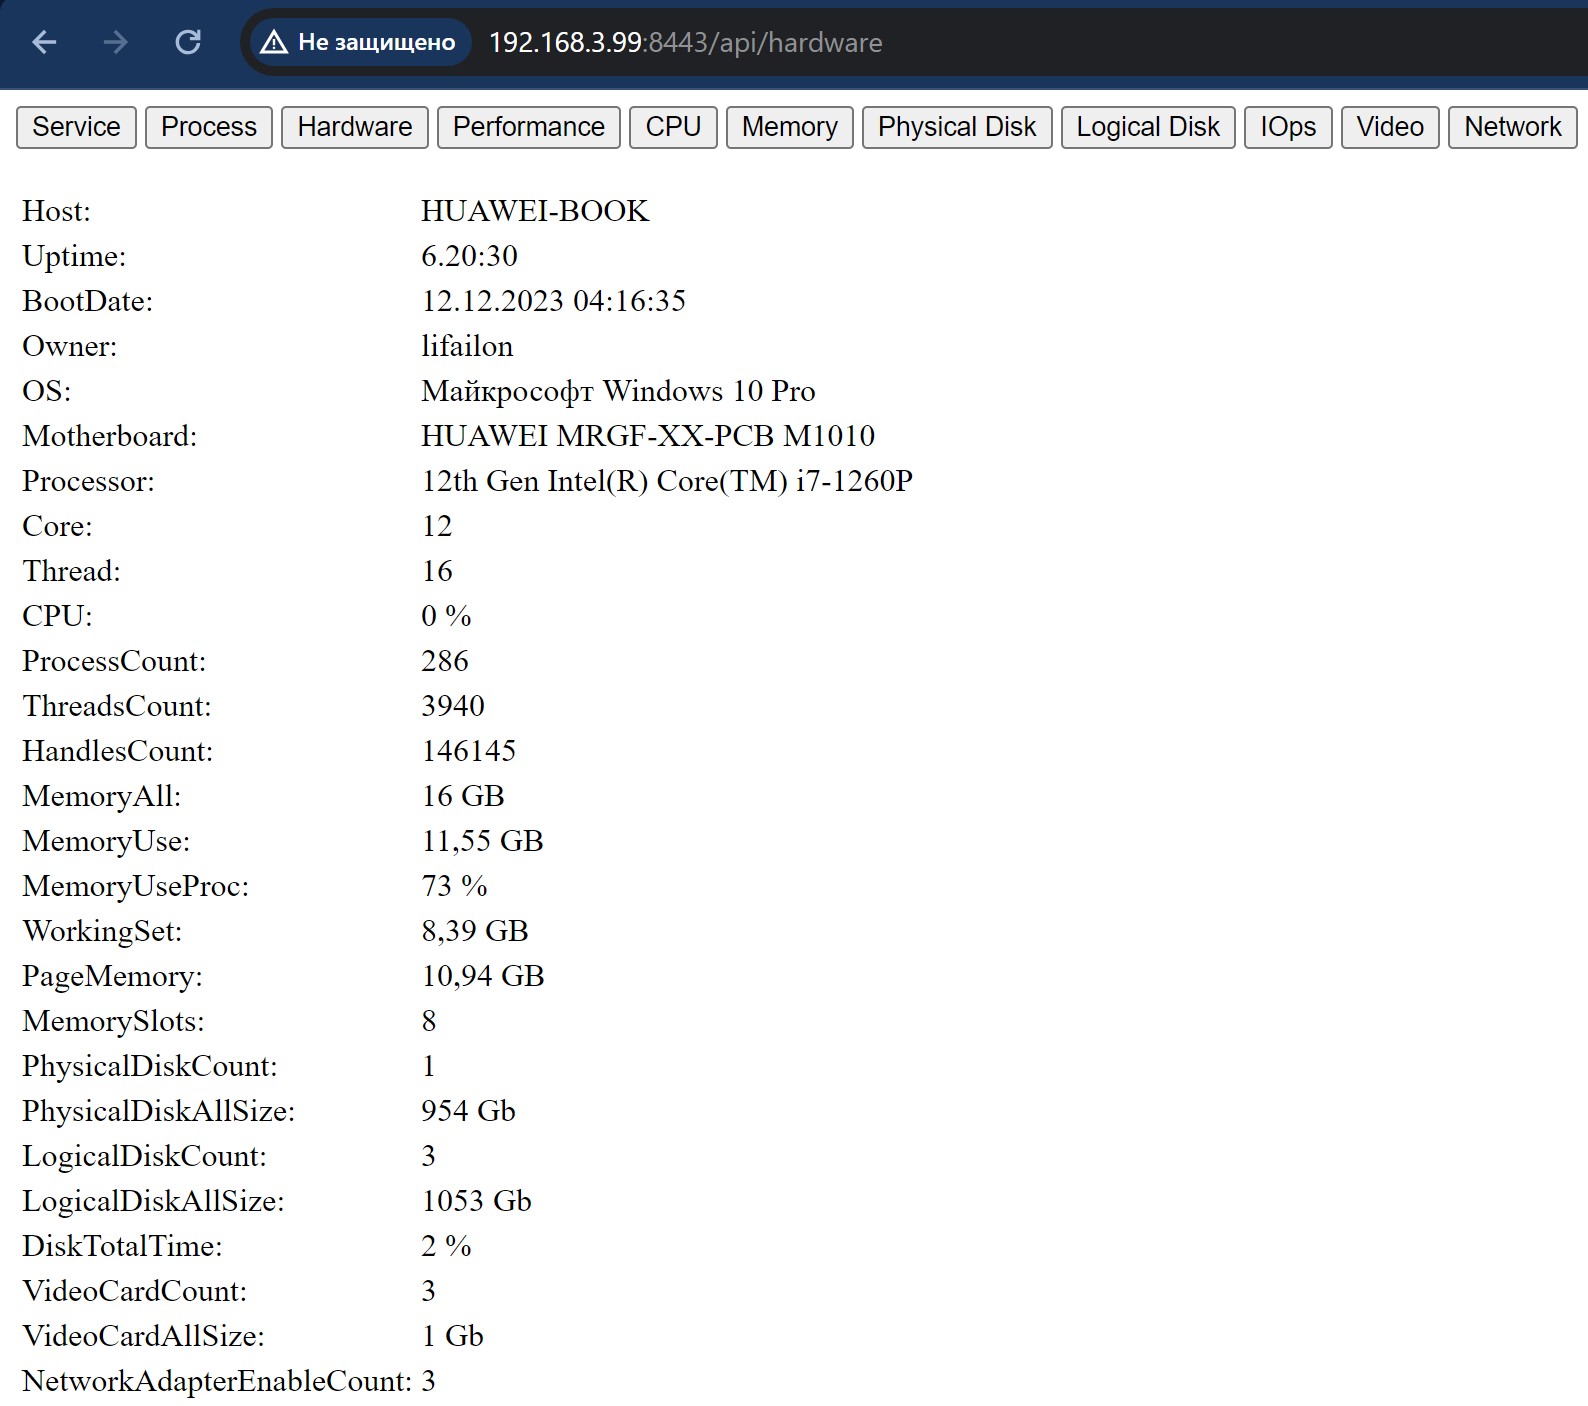 Не защищено 192.168.3.99:8443/api/hardware
Service Process Hardware Performance CPU Memory Physical Disk Logical Disk IOps Video Network
Host: HUAWEI-BOOK
Uptime: 6.20:30
BootDate: 12.12.2023 04:16:35
Owner: lifailon
OS: Майкрософт Windows 10 Pro
Motherboard: HUAWEI MRGF-XX-PCB M1010
Processor: 12th Gen Intel(R) Core(TM) i7-1260P
Core: 12
Thread: 16
CPU: 0 %
ProcessCount: 286
ThreadsCount: 3940
HandlesCount: 146145
MemoryAll: 16 GB
MemoryUse: 11,55 GB
MemoryUseProc: 73 %
WorkingSet: 8,39 GB
PageMemory: 10,94 GB
MemorySlots: 8
PhysicalDiskCount: 1
PhysicalDiskAllSize: 954 Gb
LogicalDiskCount: 3
LogicalDiskAllSize: 1053 Gb
DiskTotalTime: 2 %
VideoCardCount: 3
VideoCardAllSize: 1 Gb
NetworkAdapterEnableCount: 3